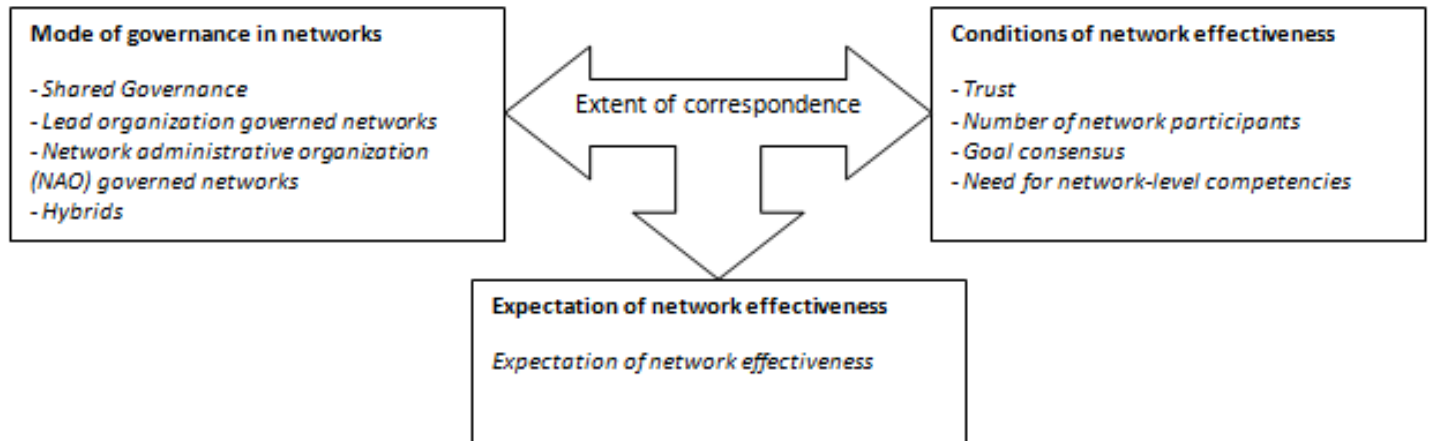 Mode of governance in networks
- Shared Governance
- Lead organization governed networks
- Network administrative organization
(NAO) governed networks
- Hybrids
Extent of correspondence
Conditions of network effectiveness
- Trust
- Number of network participants
- Goal consensus
- Need for network-level competencies
Expectation of network effectiveness
Expectation of network effectiveness